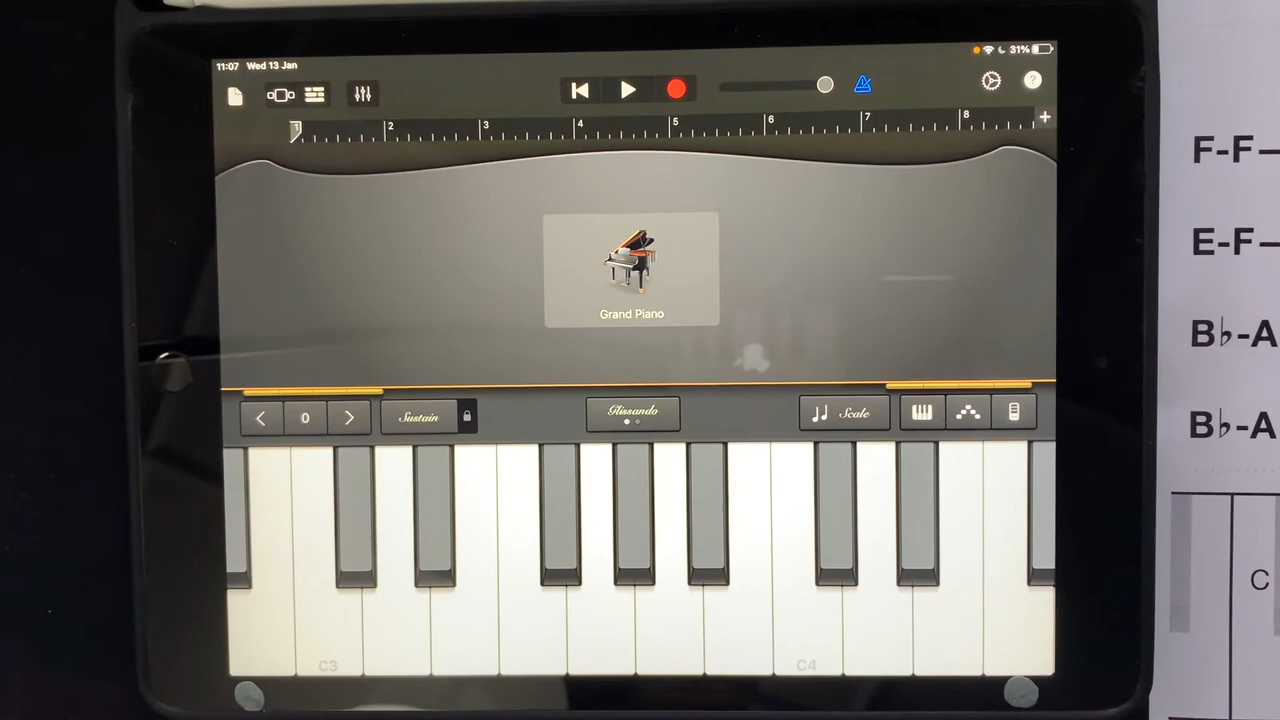 11:07 Wed 13 Jan
31%
1 2 3 4 5 6 7 8 +
Grand Piano
0
Sustain
Glissando
Scale
C3
C4
?
F-F–
E-F–
B♭-A
B♭-A
C